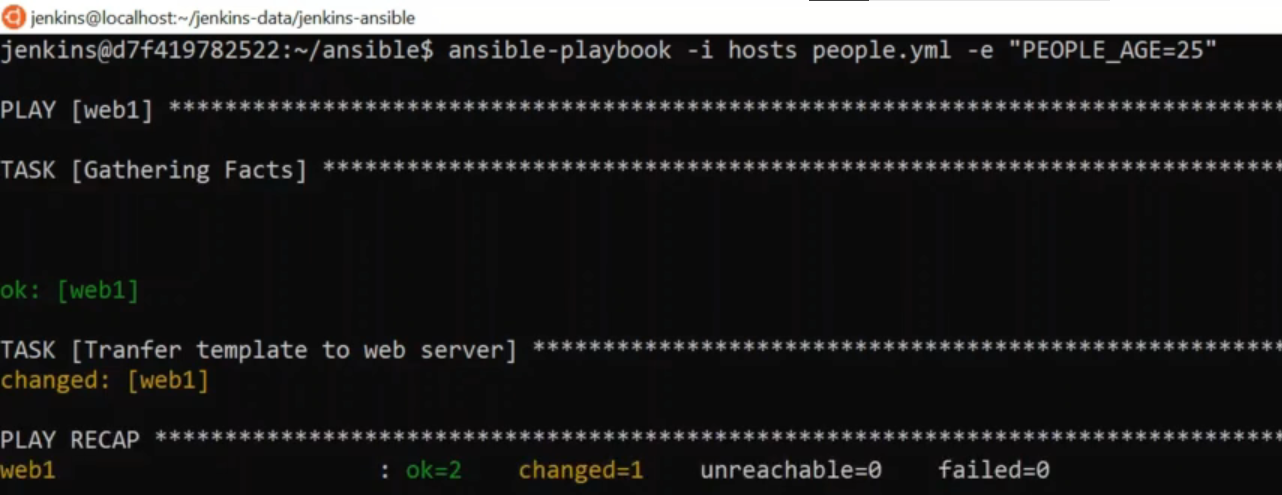 jenkins@localhost:~/jenkins-data/jenkins-ansible
jenkins@d7f419782522:~/ansible$ ansible-playbook -i hosts people.yml -e "PEOPLE_AGE=25"
PLAY [web1] *******************************************************************************
TASK [Gathering Facts] ********************************************************************
ok: [web1]
TASK [Tranfer template to web server] *****************************************************
changed: [web1]
PLAY RECAP ********************************************************************************
web1 : ok=2 changed=1 unreachable=0 failed=0